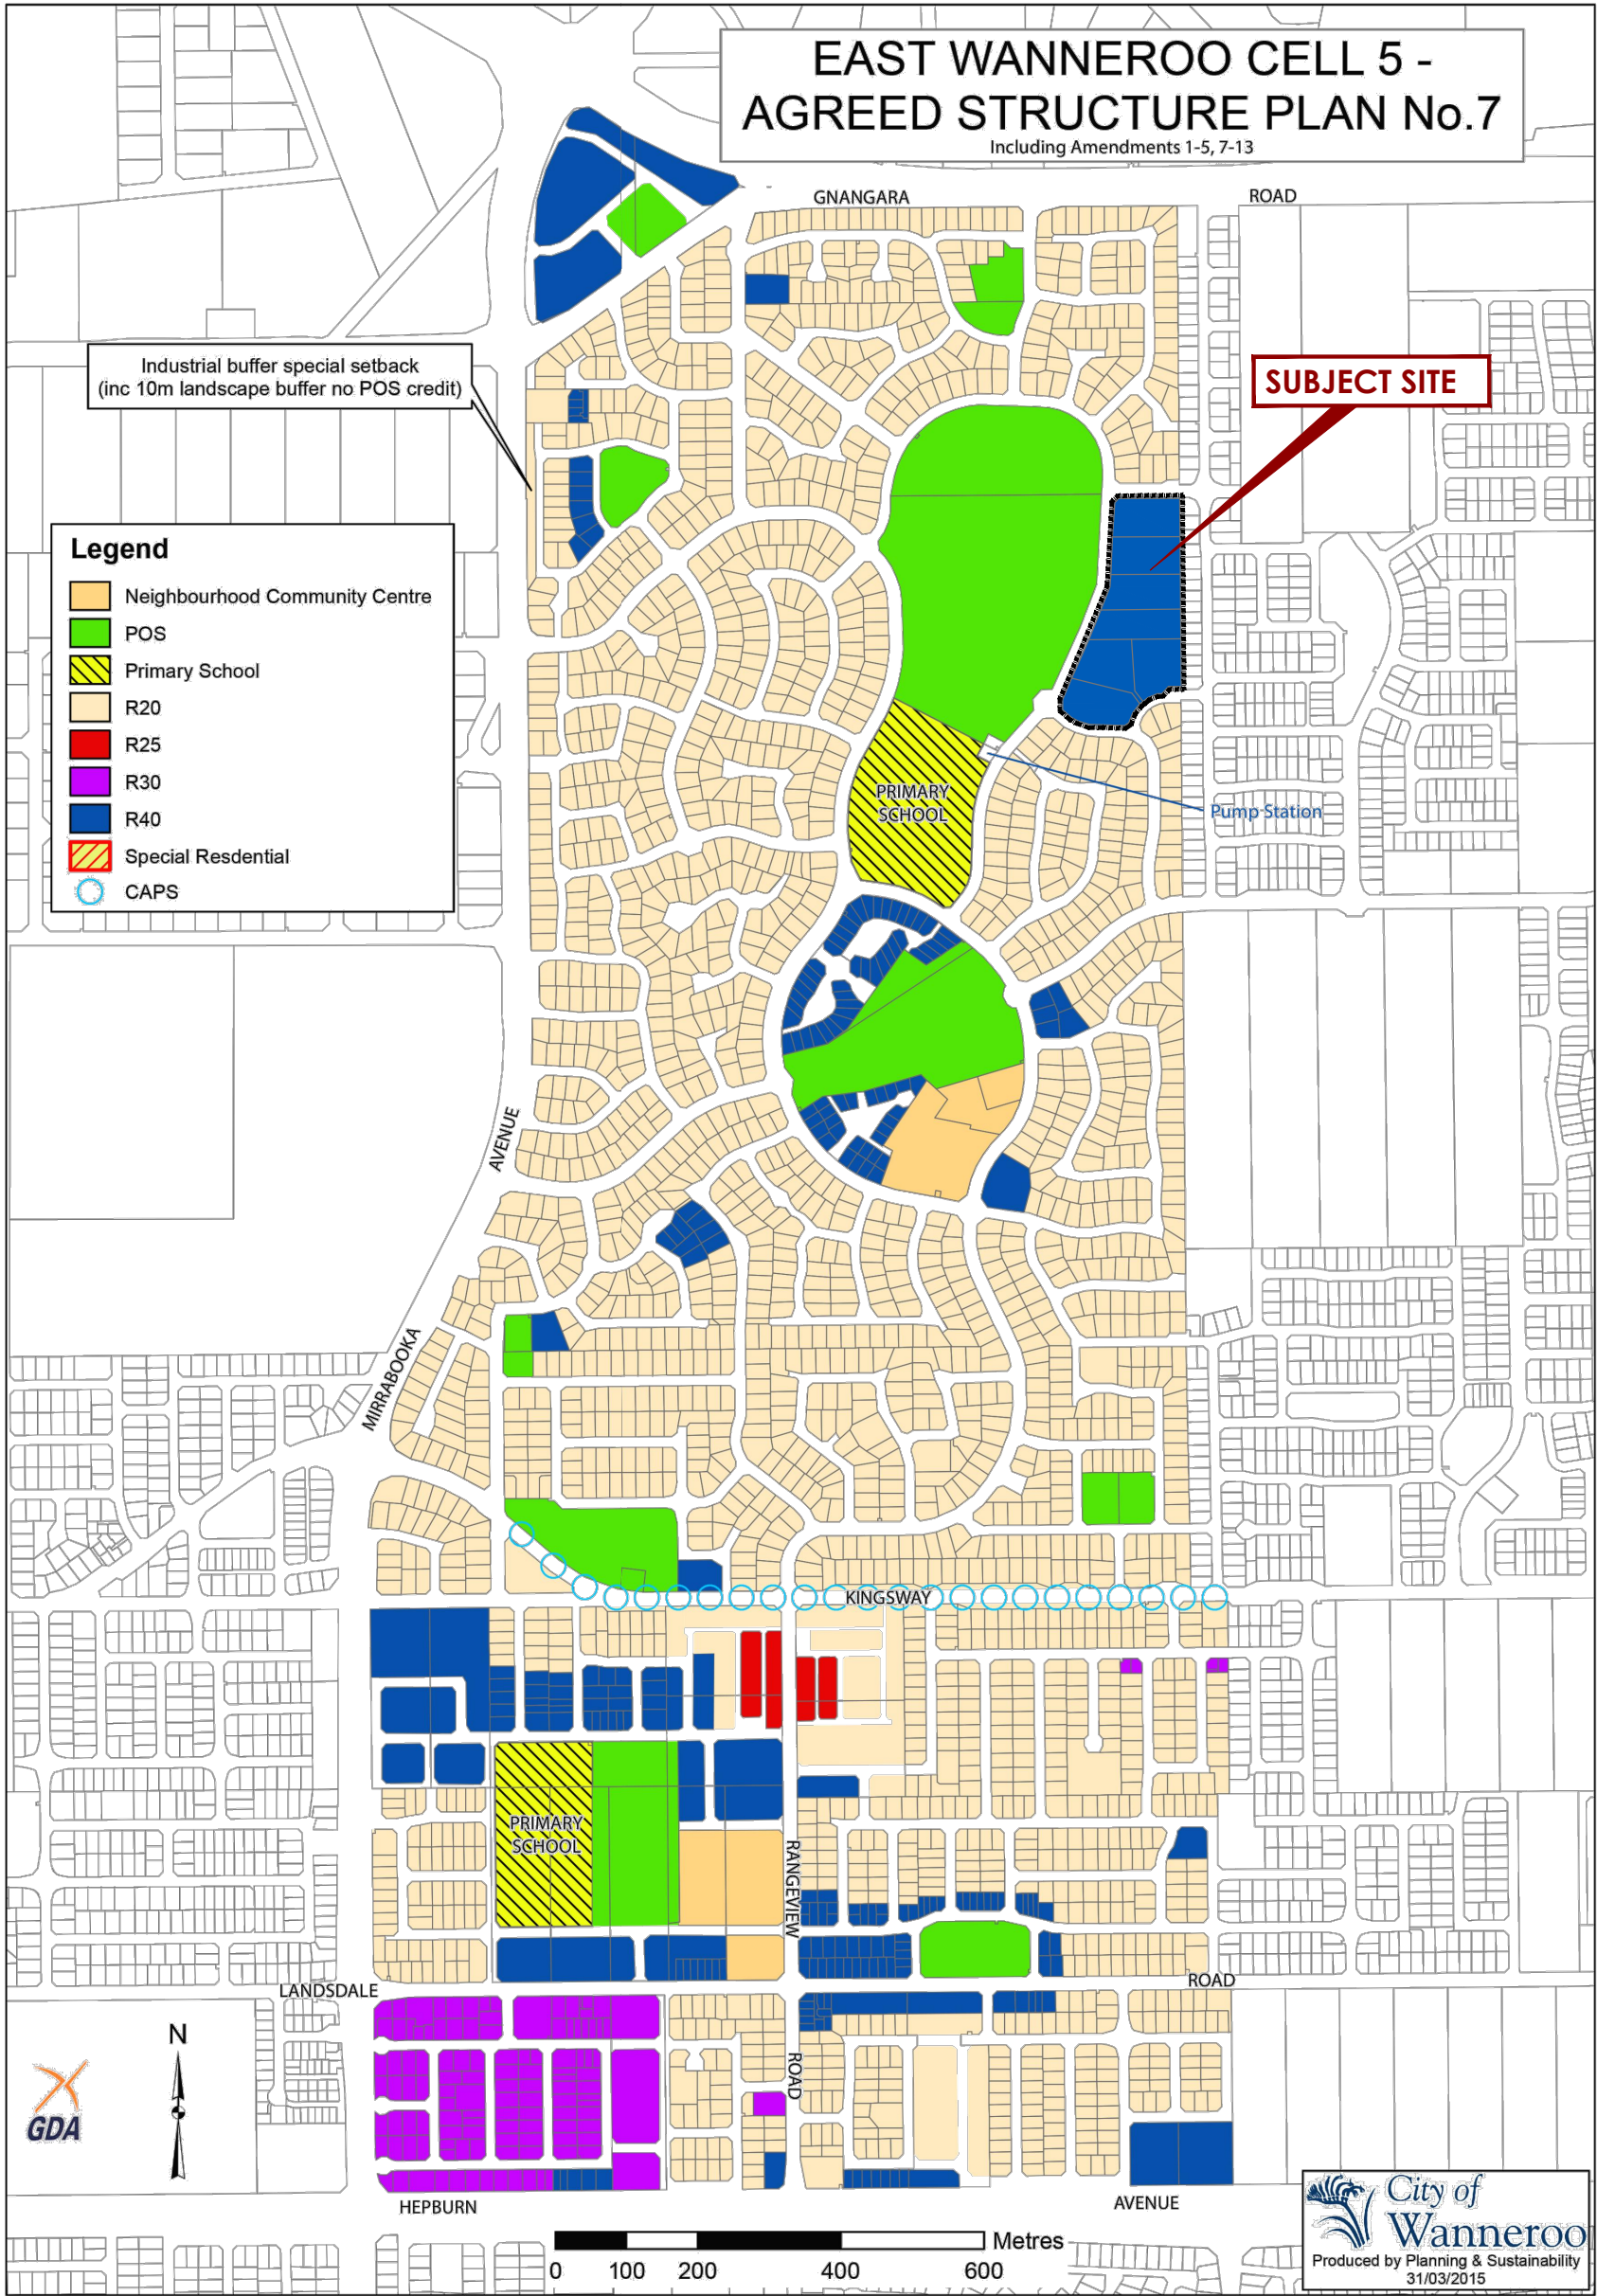 EAST WANNEROO CELL 5 -
AGREED STRUCTURE PLAN No.7
Including Amendments 1-5, 7-13
GNANGARA
ROAD
Industrial buffer special setback
(inc 10m landscape buffer no POS credit)
SUBJECT SITE
Legend
Neighbourhood Community Centre
POS
Primary School
R20
R25
R30
R40
Special Resdential
CAPS
PRIMARY
SCHOOL
Pump Station
AVENUE
MIRRABOOKA
KINGSWAY
PRIMARY
SCHOOL
RANGEVIEW
LANDSDALE
ROAD
ROAD
N
GDA
HEPBURN
AVENUE
Metres
0 100 200 400 600
City of
Wanneroo
Produced by Planning & Sustainability
31/03/2015